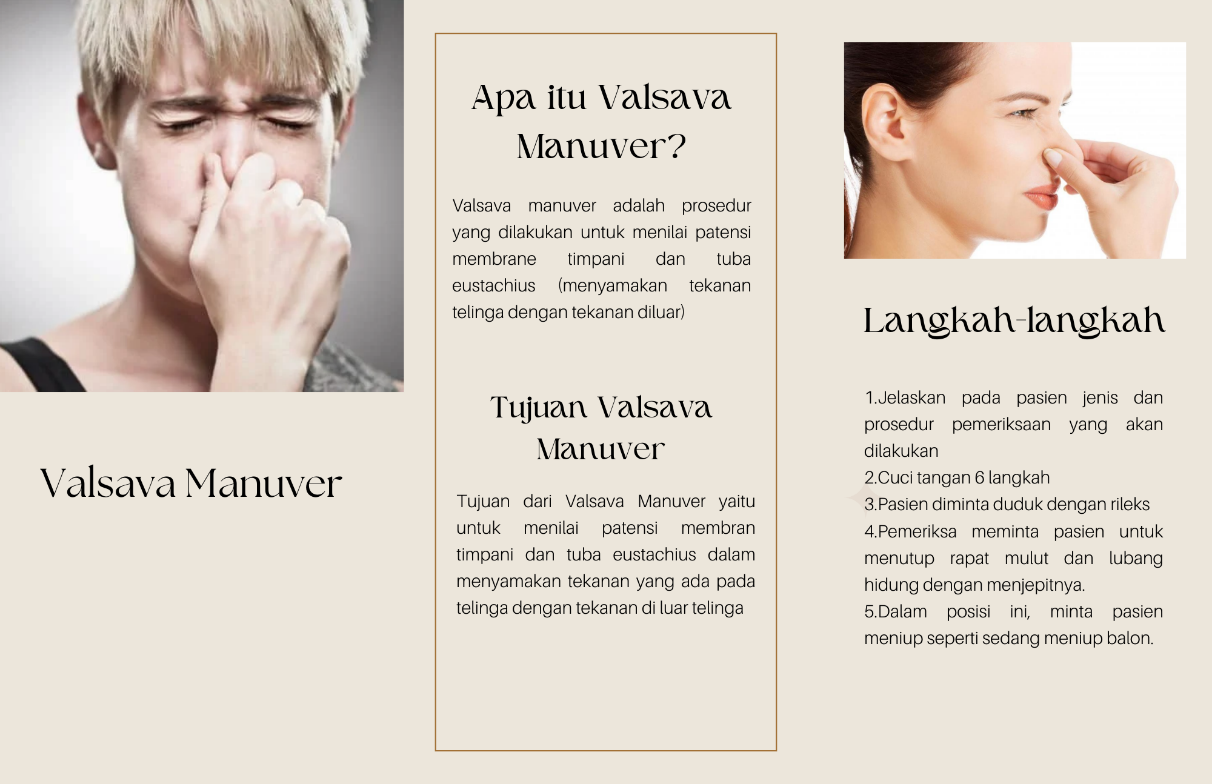 Valsava Manuver
Apa itu Valsava
Manuver?
Valsava manuver adalah prosedur
yang dilakukan untuk menilai patensi
membrane timpani dan tuba
eustachius (menyamakan tekanan
telinga dengan tekanan diluar)
Tujuan Valsava
Manuver
Tujuan dari Valsava Manuver yaitu
untuk menilai patensi membran
timpani dan tuba eustachius dalam
menyamakan tekanan yang ada pada
telinga dengan tekanan di luar telinga
Langkah-langkah
1.Jelaskan pada pasien jenis dan
prosedur pemeriksaan yang akan
dilakukan
2.Cuci tangan 6 langkah
3.Pasien diminta duduk dengan rileks
4.Pemeriksa meminta pasien untuk
menutup rapat mulut dan lubang
hidung dengan menjepitnya.
5.Dalam posisi ini, minta pasien
meniup seperti sedang meniup balon.